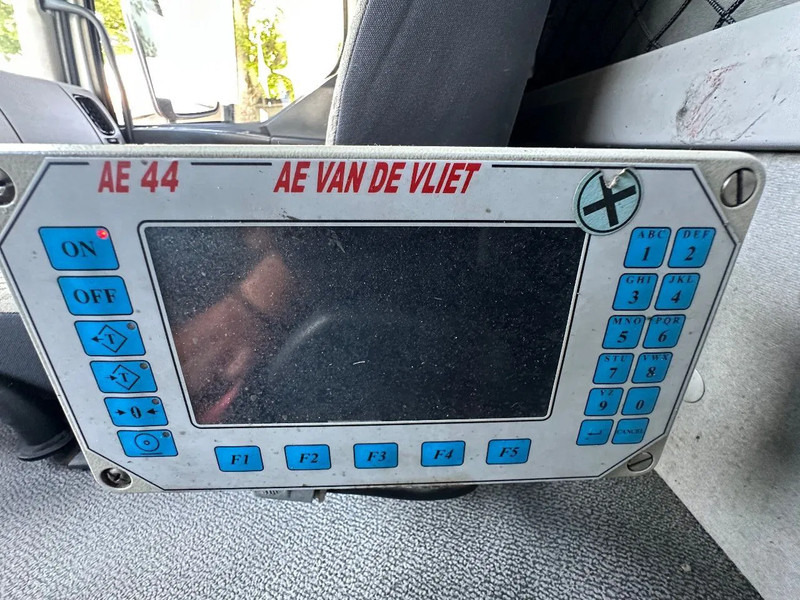 AE 44 AE VAN DE VLIET
ON
OFF
T
T
0
F1 F2 F3 F4 F5
ABC DEF
1 2
GHI JKL
3 4
MNO PQR
5 6
STU VWX
7 8
YZ
9 0
CANCEL